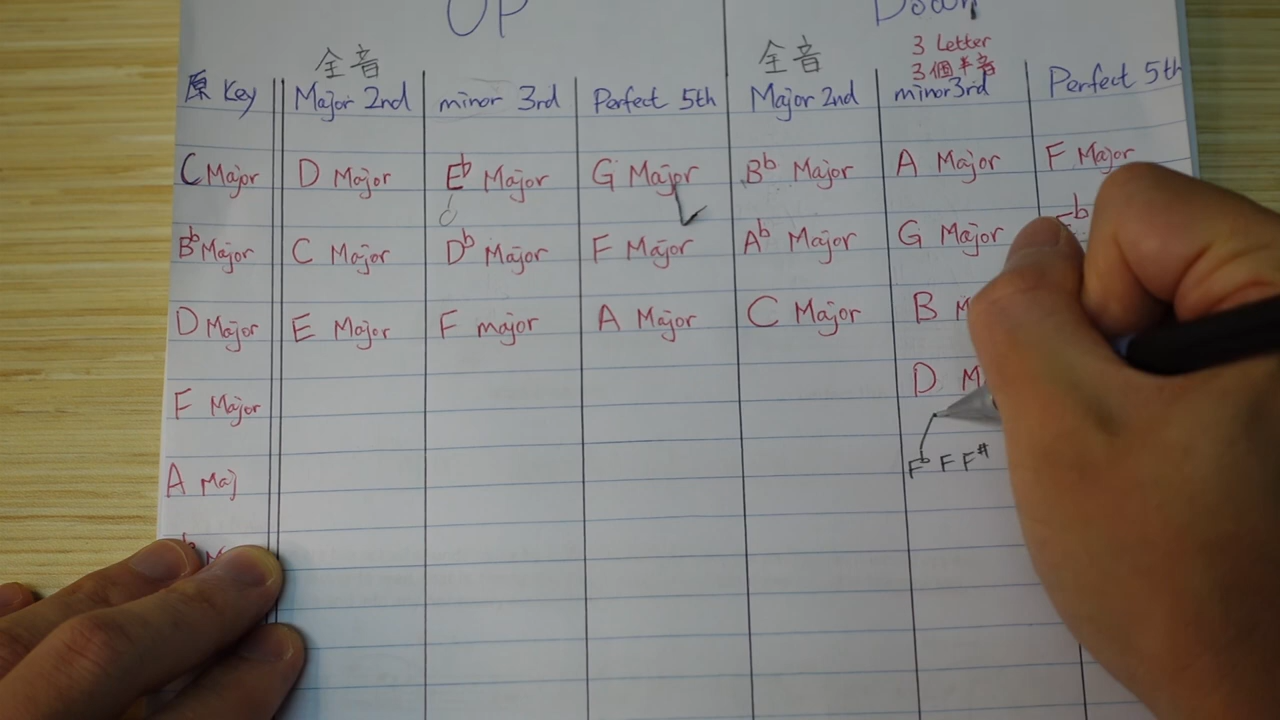 UP Down
全音 全音 3 Letter
3個半音
原 Key Major 2nd minor 3rd Perfect 5th Major 2nd minor3rd Perfect 5th
C Major D Major E♭ Major G Major B♭ Major A Major F Major
B♭ Major C Major D♭ Major F Major A♭ Major G Major E♭
D Major E Major F major A Major C Major B M
F Major D M
A Maj F♭ F F#